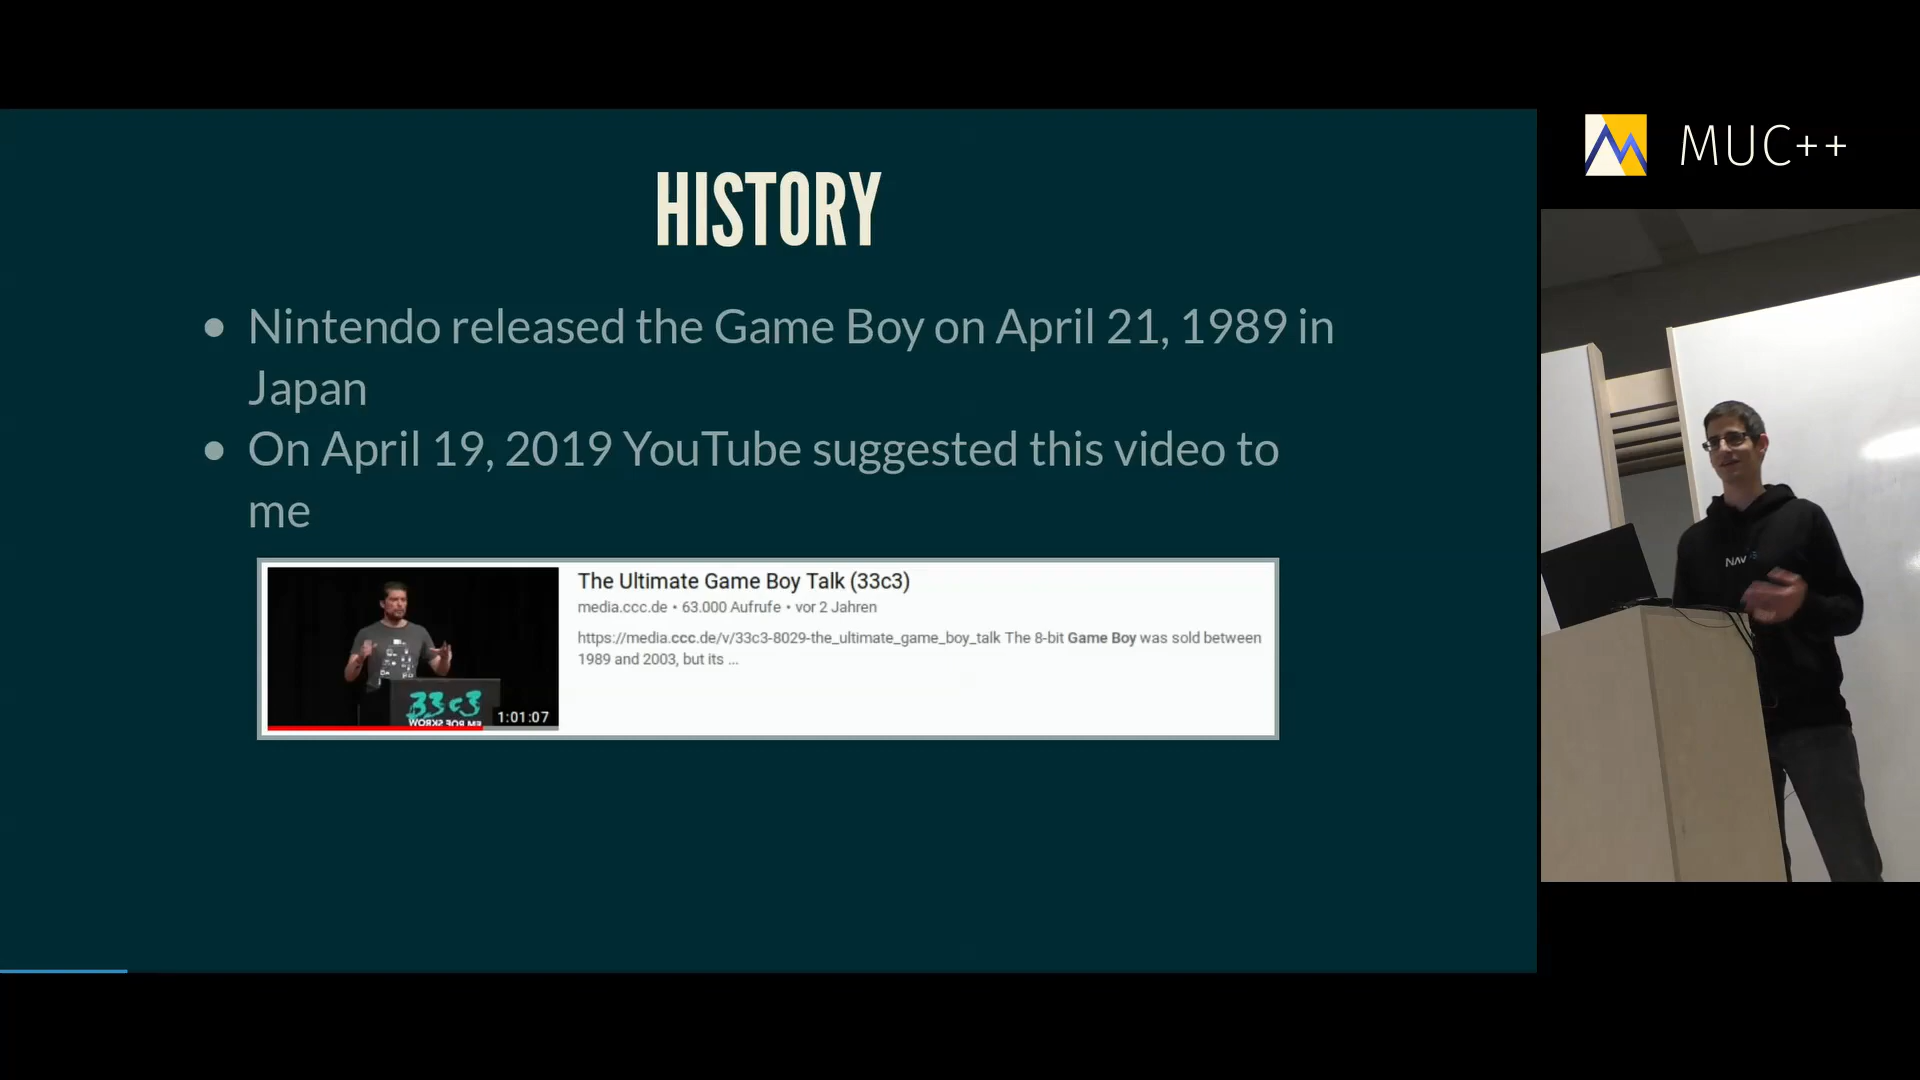 MUC++
HISTORY
Nintendo released the Game Boy on April 21, 1989 in
Japan
On April 19, 2019 YouTube suggested this video to
me
The Ultimate Game Boy Talk (33c3)
media.ccc.de • 63.000 Aufrufe • vor 2 Jahren
https://media.ccc.de/v/33c3-8029-the_ultimate_game_boy_talk The 8-bit Game Boy was sold between
1989 and 2003, but its ...
33c3
1:01:07
NAV